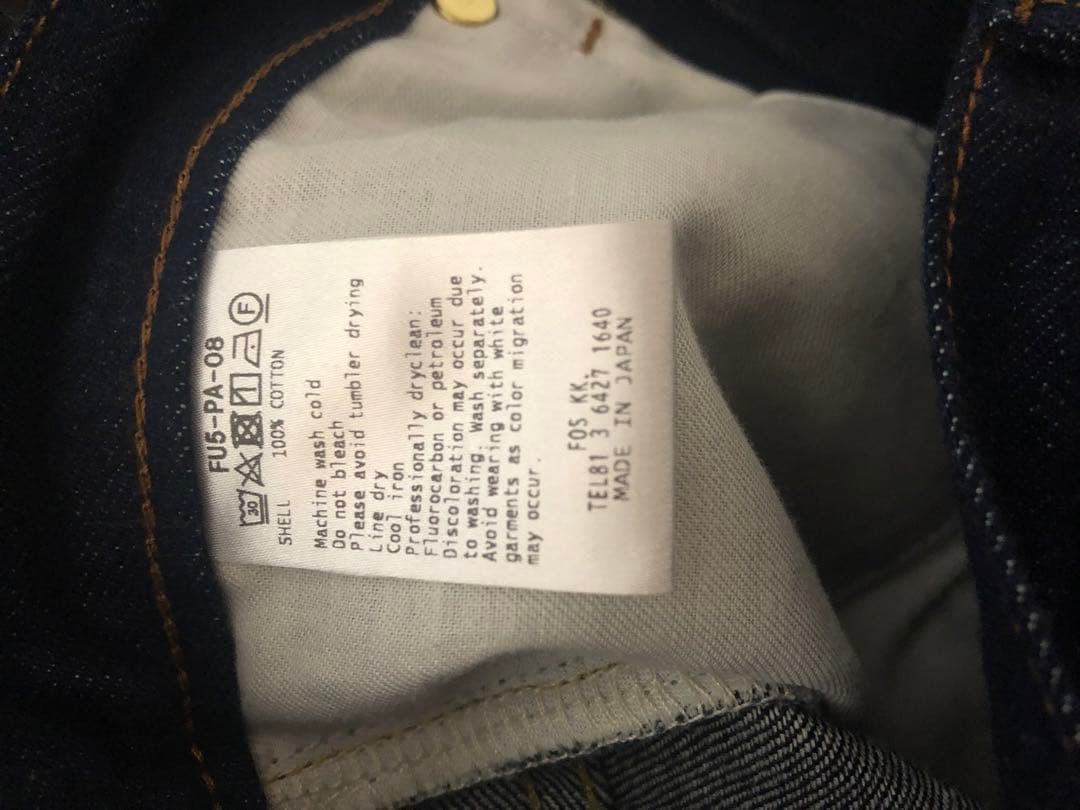 FU5-PA-08
30 F
SHELL 100% COTTON
Machine wash cold
Do not bleach
Please avoid tumbler drying
Line dry
Cool iron
Professionally dryclean:
Fluorocarbon or petroleum
Discoloration may occur due
to washing. Wash separately.
Avoid wearing with white
garments as color migration
may occur.
FOS KK.
TEL81 3 6427 1640
MADE IN JAPAN